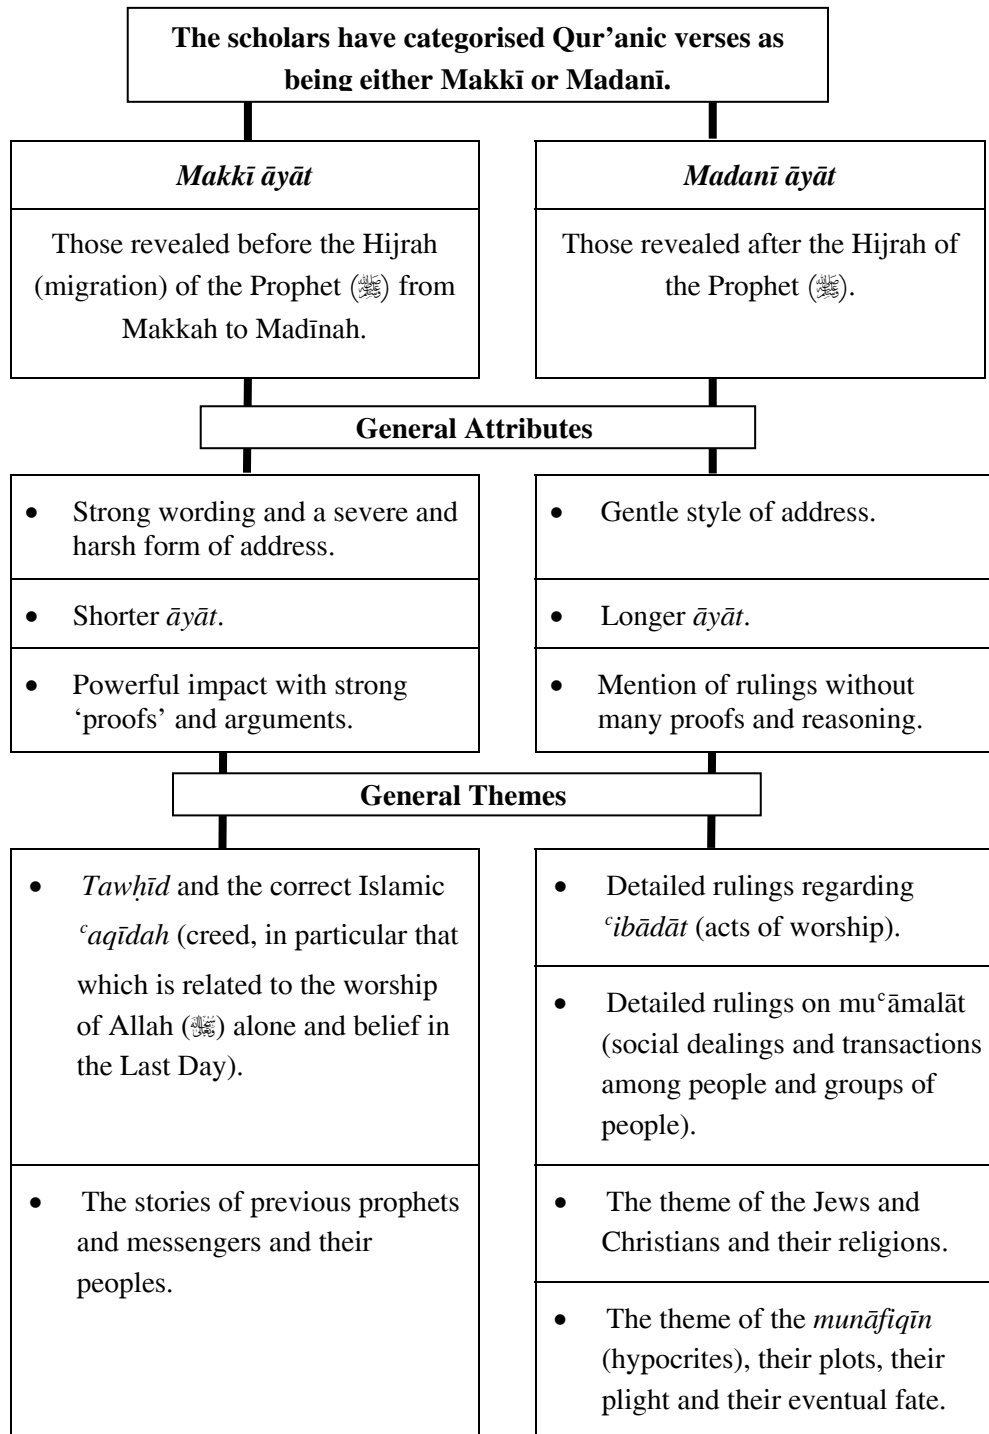 The scholars have categorised Qur’anic verses as
being either Makkī or Madanī.
Makkī āyāt
Those revealed before the Hijrah
(migration) of the Prophet (ﷺ) from
Makkah to Madīnah.
Madanī āyāt
Those revealed after the Hijrah of
the Prophet (ﷺ).
General Attributes
• Strong wording and a severe and
harsh form of address.
• Shorter āyāt.
• Powerful impact with strong
‘proofs’ and arguments.
• Gentle style of address.
• Longer āyāt.
• Mention of rulings without
many proofs and reasoning.
General Themes
• Tawḥīd and the correct Islamic
ᶜaqīdah (creed, in particular that
which is related to the worship
of Allah (سبحانه وتعالى) alone and belief in
the Last Day).
• The stories of previous prophets
and messengers and their
peoples.
• Detailed rulings regarding
ᶜibādāt (acts of worship).
• Detailed rulings on muᶜāmalāt
(social dealings and transactions
among people and groups of
people).
• The theme of the Jews and
Christians and their religions.
• The theme of the munāfiqīn
(hypocrites), their plots, their
plight and their eventual fate.